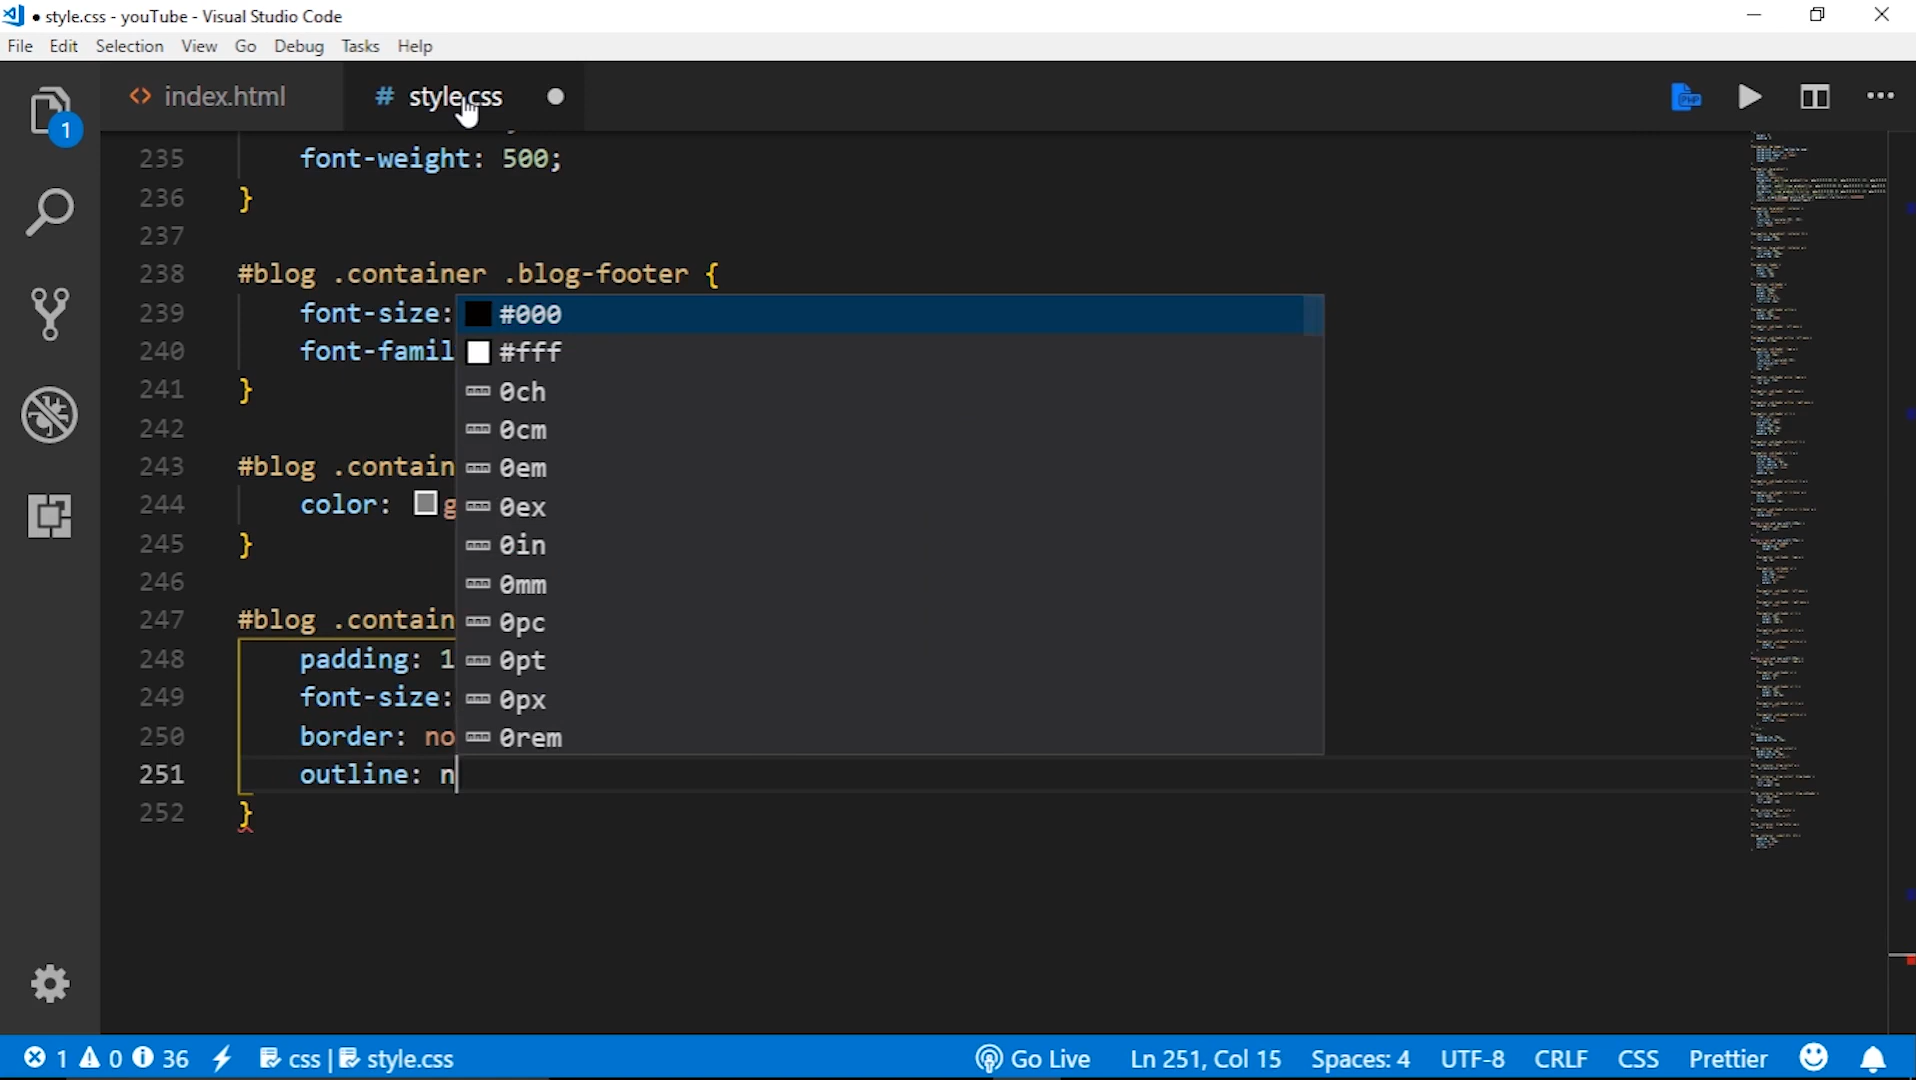 style.css - youTube - Visual Studio Code
File Edit Selection View Go Debug Tasks Help
1
<> index.html
# style.css
PHP
235 font-weight: 500;
236 }
237
238 #blog .container .blog-footer {
239 font-size:
240 font-famil
241 }
242
243 #blog .contain
244 color: g
245 }
246
247 #blog .contain
248 padding: 1
249 font-size:
250 border: no
251 outline: n
252 }
#000
#fff
0ch
0cm
0em
0ex
0in
0mm
0pc
0pt
0px
0rem
1 0 36 css | style.css Go Live Ln 251, Col 15 Spaces: 4 UTF-8 CRLF CSS Prettier